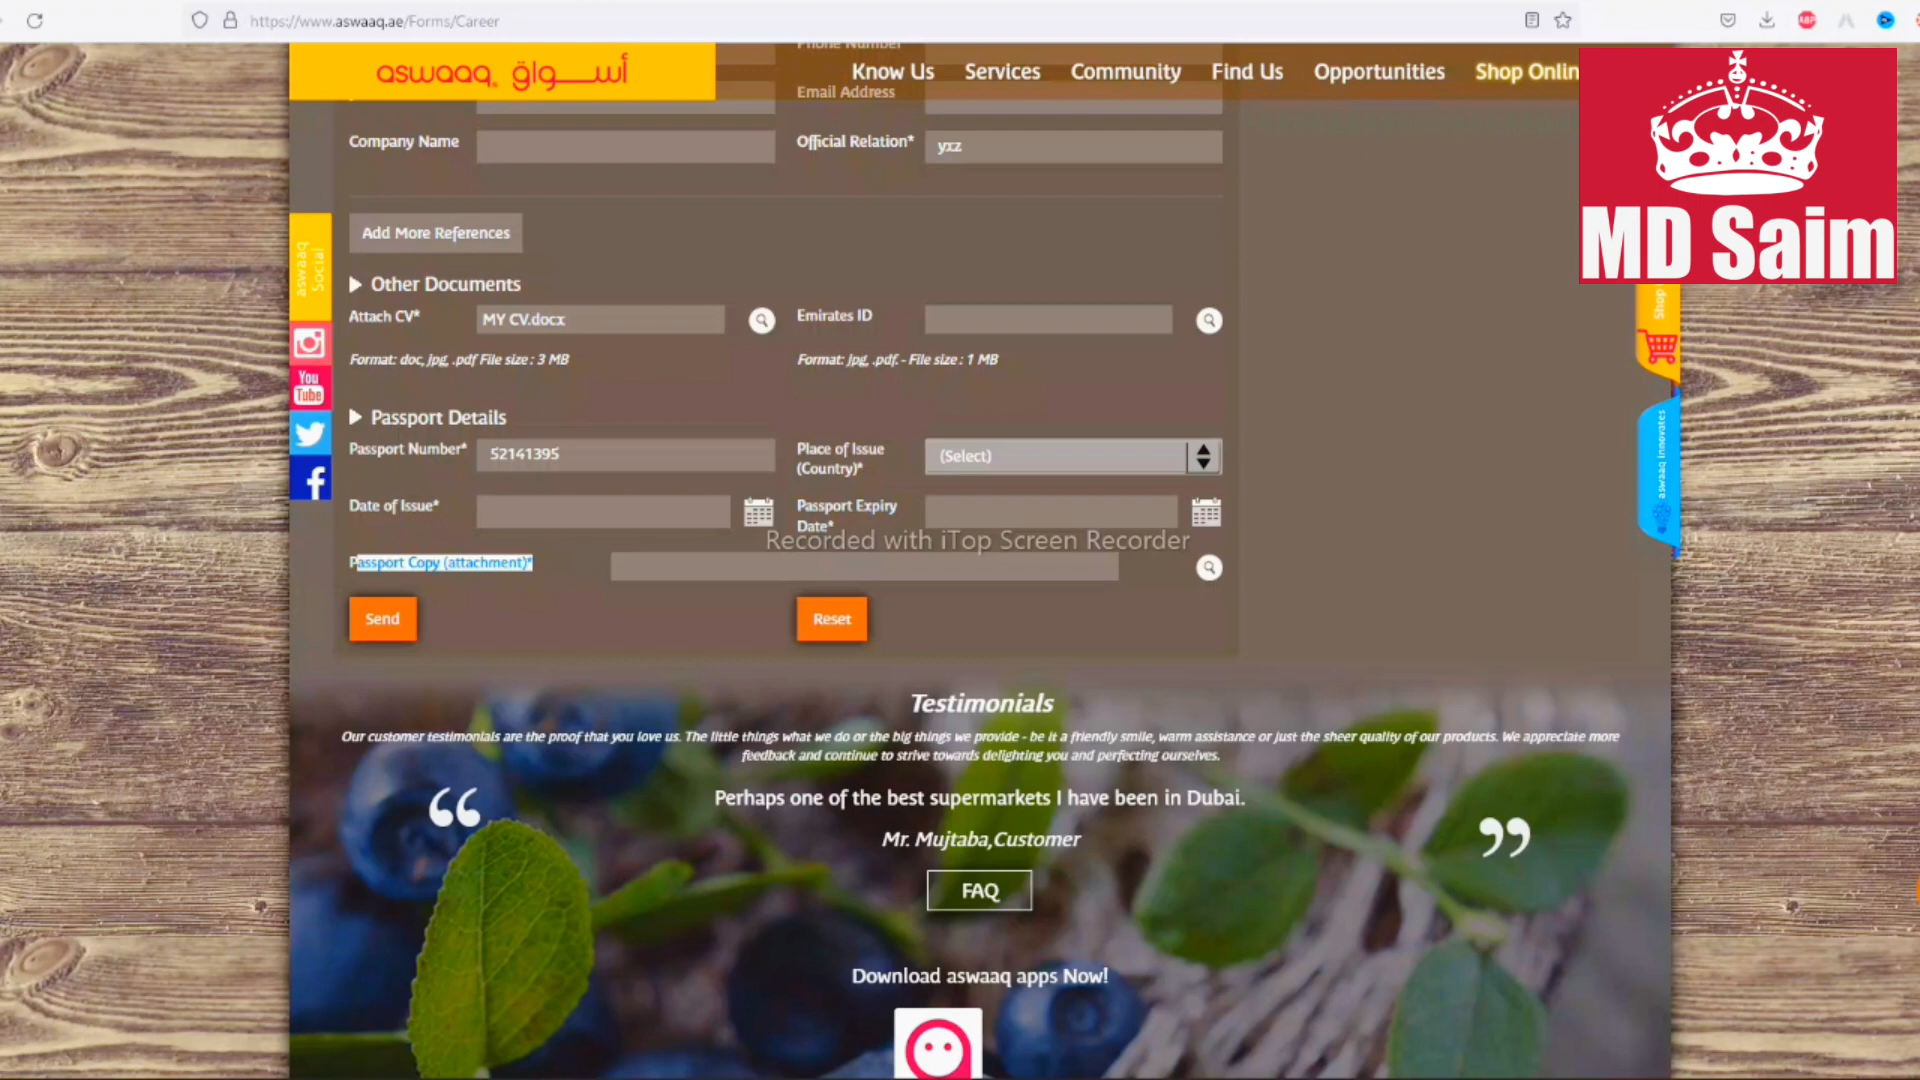 https://www.aswaaq.ae/Forms/Career
ABP
aswaaq. أسواق
Know Us
Services
Community
Find Us
Opportunities
Shop Onlin
MD Saim
Phone Number
Email Address
Company Name
Official Relation*
yxz
Add More References
aswaaq
Social
Other Documents
Attach CV*
MY CV.docx
Emirates ID
Format: doc, jpg, .pdf File size : 3 MB
Format: jpg, .pdf. - File size : 1 MB
Shop
You
Tube
Passport Details
Passport Number*
52141395
Place of Issue
(Country)*
(Select)
aswaaq innovates
Date of Issue*
Passport Expiry
Date*
Recorded with iTop Screen Recorder
Passport Copy (attachment)*
Send
Reset
Testimonials
Our customer testimonials are the proof that you love us. The little things what we do or the big things we provide - be it a friendly smile, warm assistance or just the sheer quality of our products. We appreciate more
feedback and continue to strive towards delighting you and perfecting ourselves.
Perhaps one of the best supermarkets I have been in Dubai.
Mr. Mujtaba,Customer
FAQ
Download aswaaq apps Now!